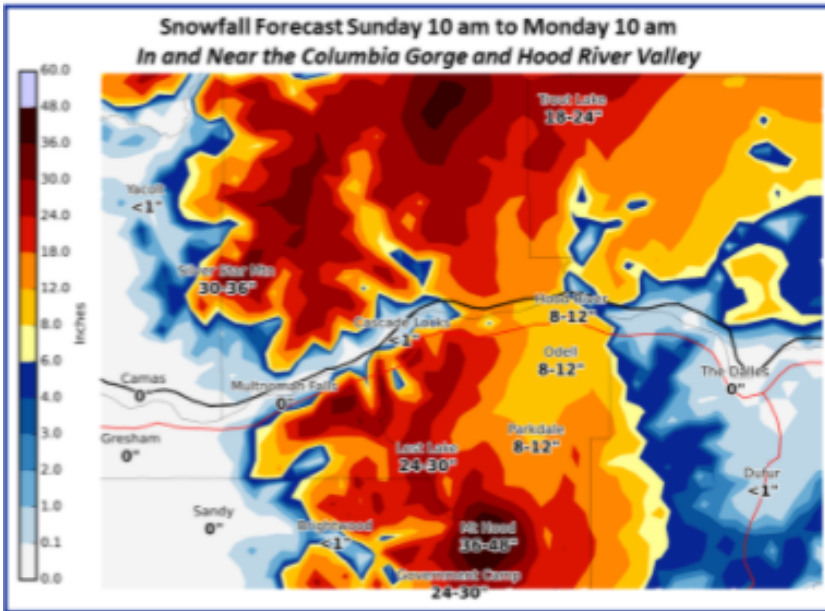 Snowfall Forecast Sunday 10 am to Monday 10 am
In and Near the Columbia Gorge and Hood River Valley
60.0
48.0
36.0
30.0
24.0
18.0
12.0
8.0
6.0
4.0
3.0
2.0
1.0
0.1
0.0
Inches
Trout Lake
18-24"
Yacolt
<1"
Silver Star Mtn
30-36"
Hood River
8-12"
Cascade Locks
<1"
Odell
8-12"
The Dalles
0"
Camas
0"
Multnomah Falls
0"
Gresham
0"
Parkdale
8-12"
Lost Lake
24-30"
Dufur
<1"
Sandy
0"
Brightwood
<1"
Mt Hood
36-48"
Government Camp
24-30"